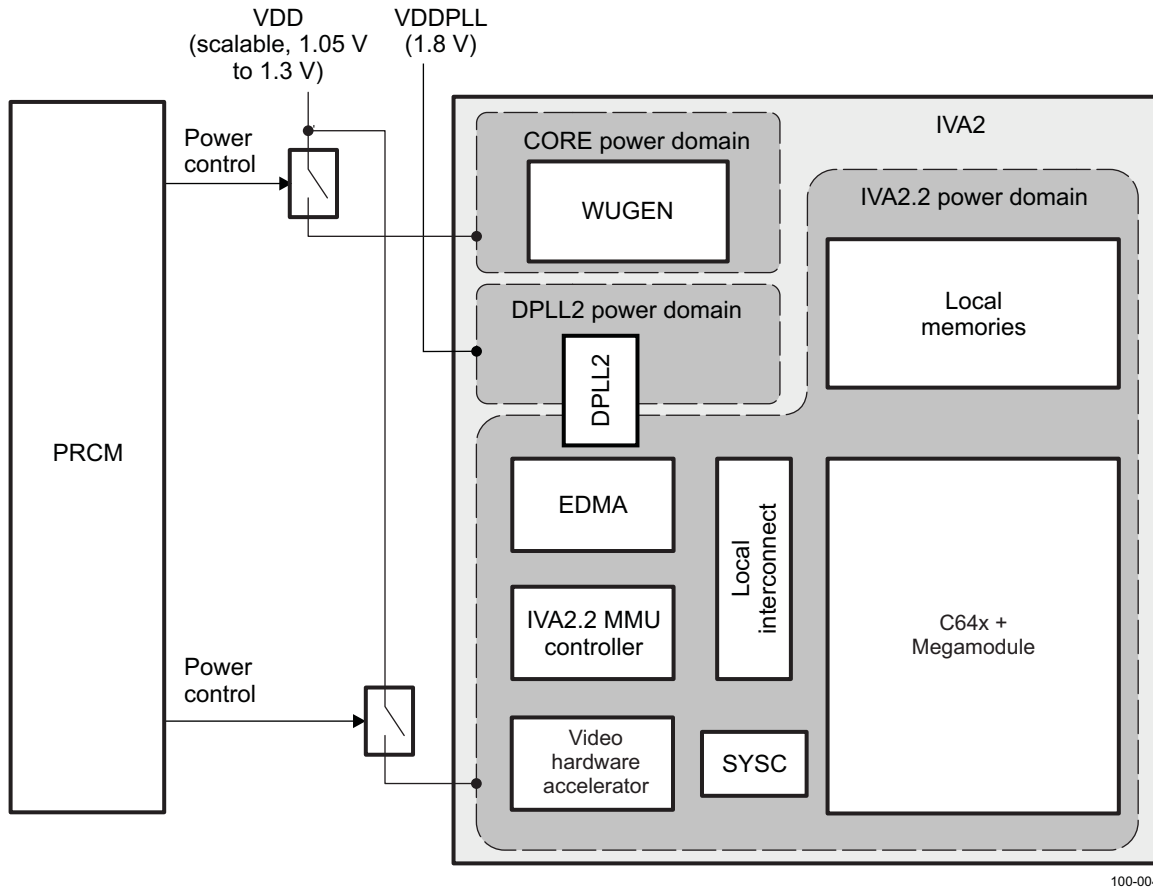 VDD
(scalable, 1.05 V
to 1.3 V)
VDDPLL
(1.8 V)
Power
control
IVA2
CORE power domain
WUGEN
IVA2.2 power domain
Local
memories
DPLL2 power domain
DPLL2
PRCM
EDMA
Local
interconnect
IVA2.2 MMU
controller
C64x +
Megamodule
Power
control
Video
hardware
accelerator
SYSC